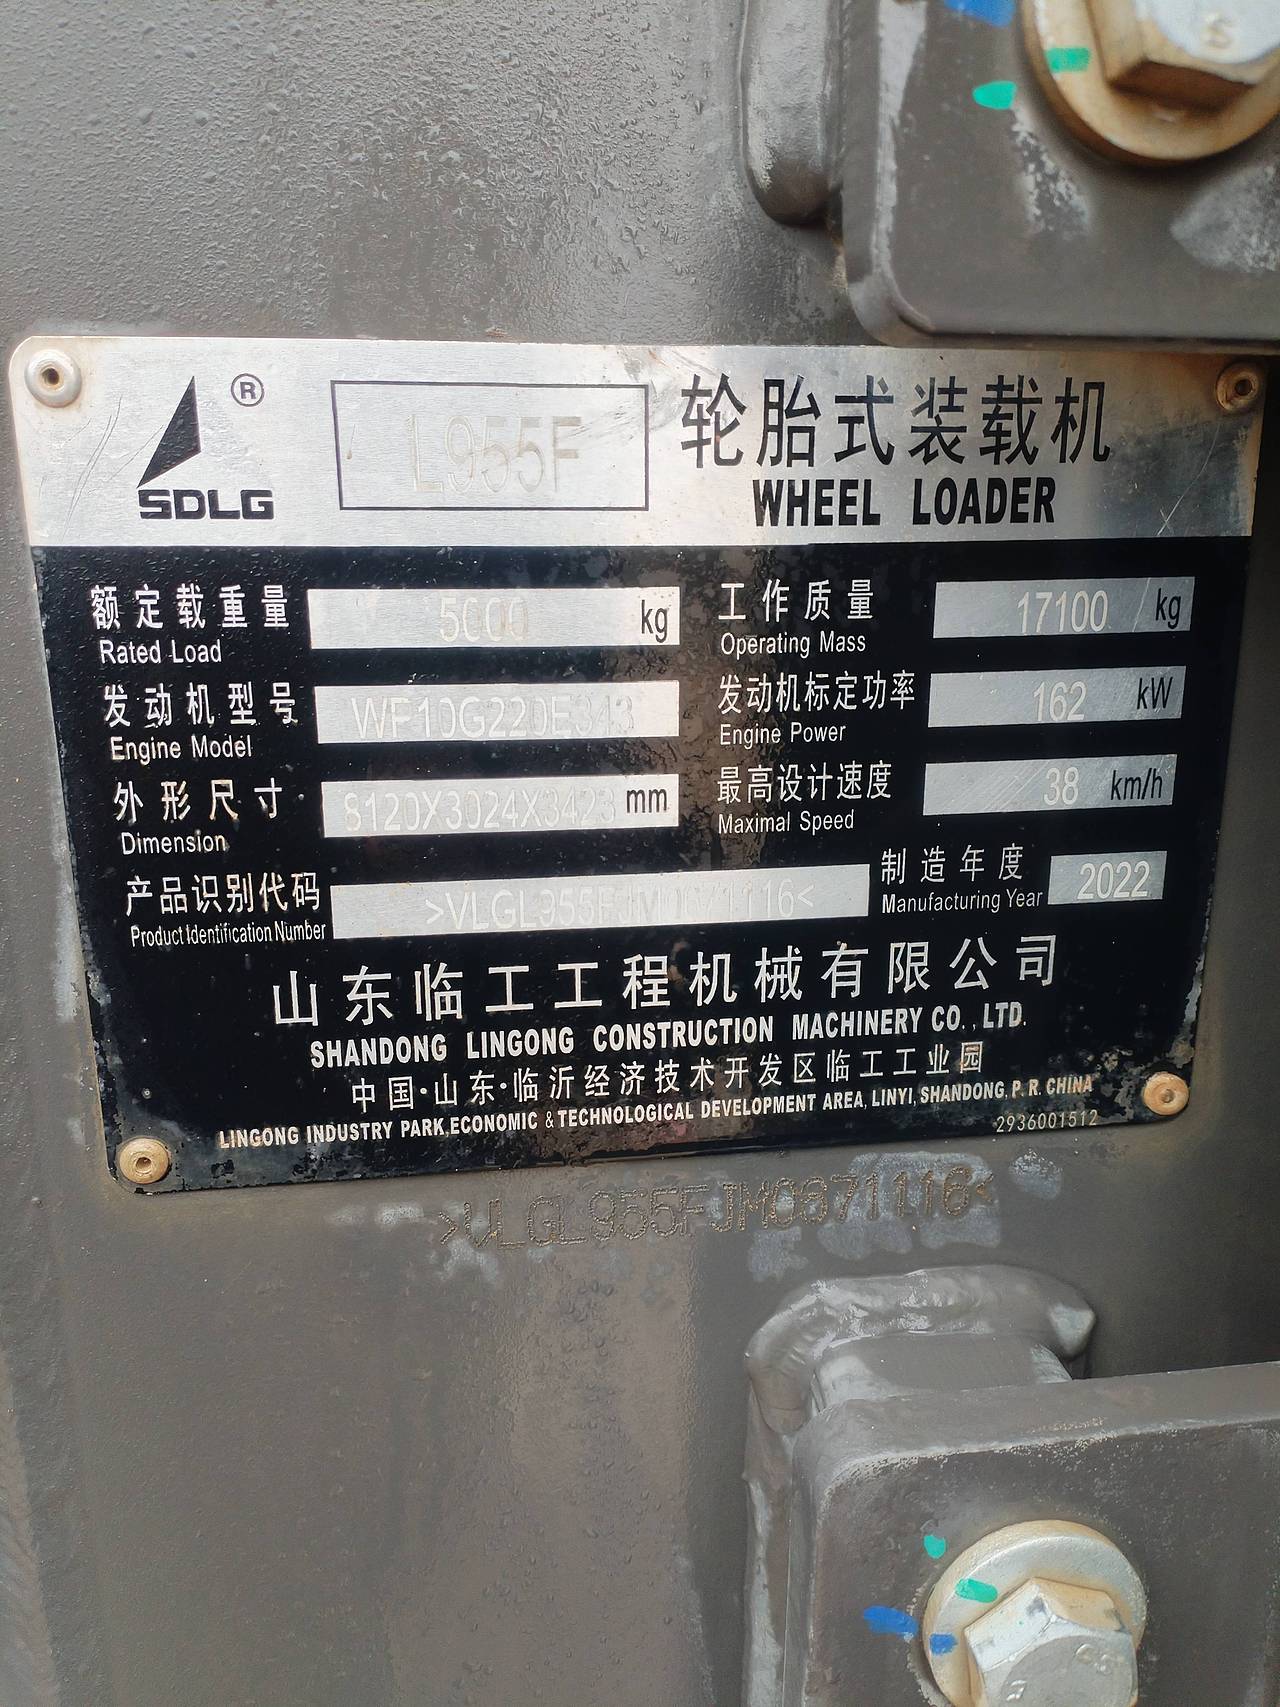 SDLG ® L955F 轮胎式装载机
WHEEL LOADER
额定载重量 5000 kg 工作质量 17100 kg
Rated Load Operating Mass
发动机型号 WF10G220E343 发动机标定功率 162 kW
Engine Model Engine Power
外形尺寸 8120X3024X3423 mm 最高设计速度 38 km/h
Dimension Maximal Speed
产品识别代码 制造年度 2022
Product Identification Number Manufacturing Year
山东临工工程机械有限公司
SHANDONG LINGONG CONSTRUCTION MACHINERY CO., LTD.
中国·山东·临沂经济技术开发区临工工业园
LINGONG INDUSTRY PARK,ECONOMIC & TECHNOLOGICAL DEVELOPMENT AREA, LINYI, SHANDONG, P. R. CHINA
2936001512